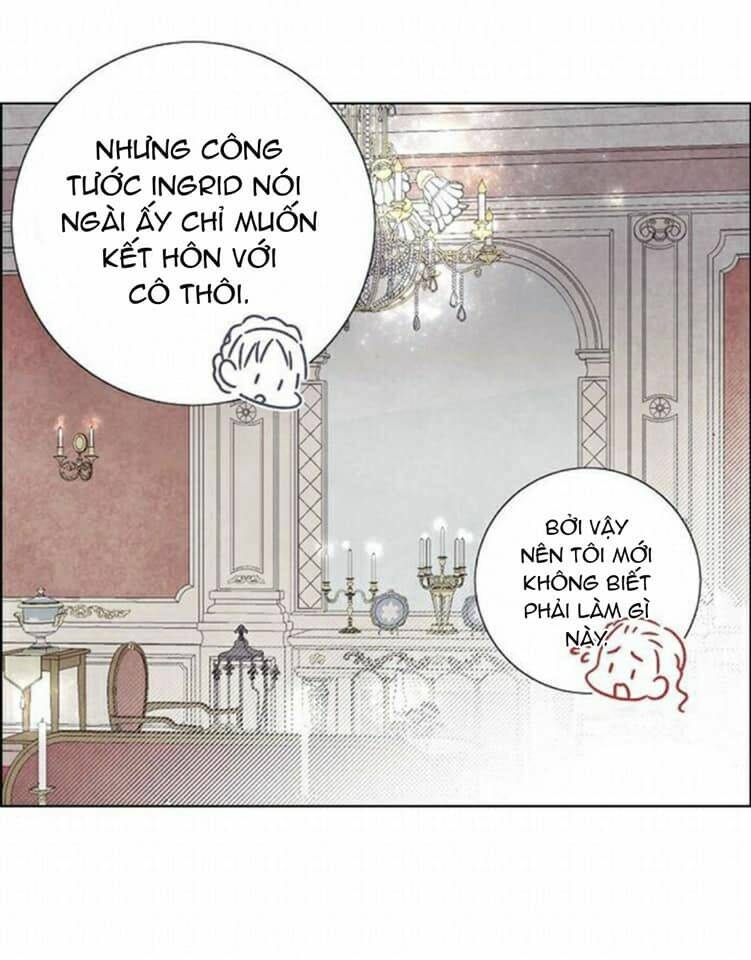 NHƯNG CÔNG
TƯỚC INGRID NÓI
NGÀI ẤY CHỈ MUỐN
KẾT HÔN VỚI
CÔ THÔI.
BỞI VẬY
NÊN TÔI MỚI
KHÔNG BIẾT
PHẢI LÀM GÌ
NÀY.